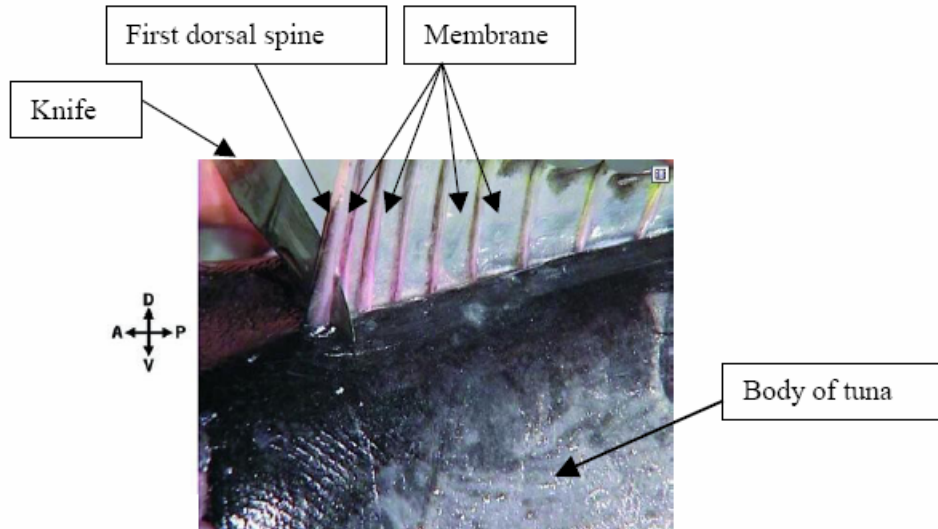 First dorsal spine
Membrane
Knife
D
A P
V
Body of tuna